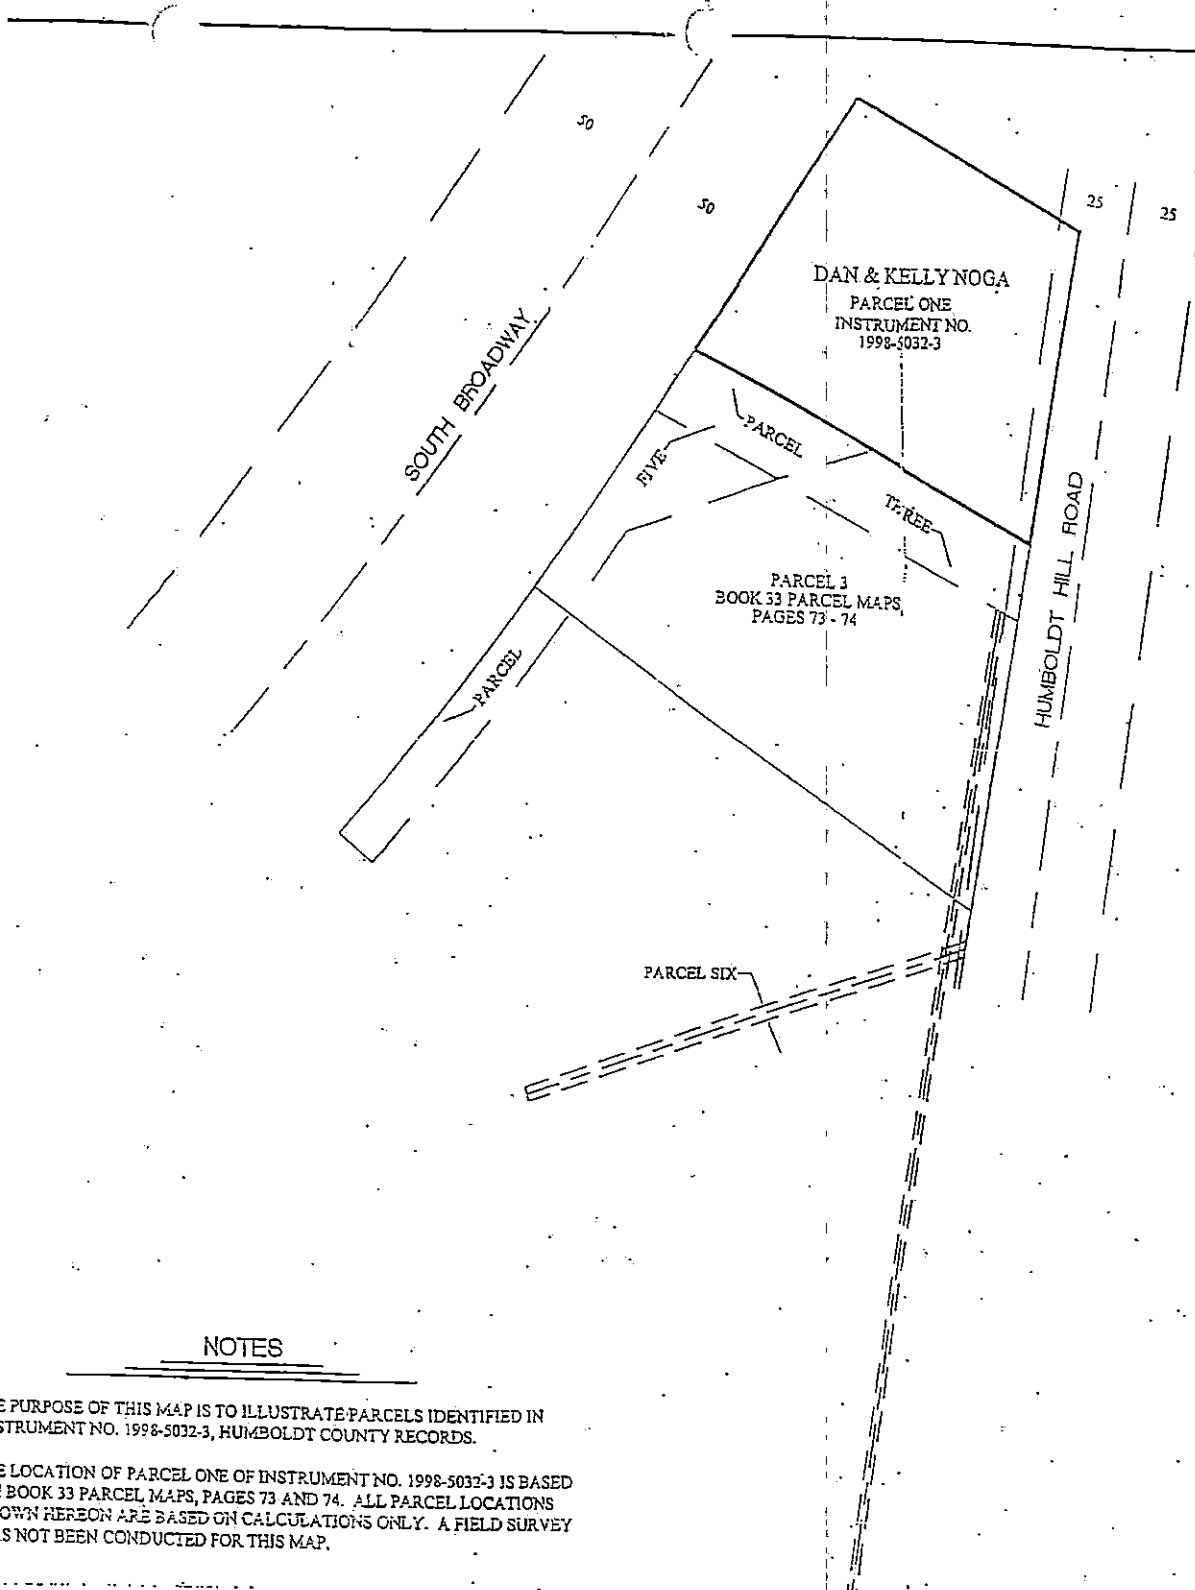 50
50
25
25
DAN & KELLY NOGA
PARCEL ONE
INSTRUMENT NO.
1998-5032-3
SOUTH BROADWAY
PARCEL
FIVE
THREE
HUMBOLDT HILL ROAD
PARCEL 3
BOOK 33 PARCEL MAPS,
PAGES 73 - 74
PARCEL
PARCEL SIX
NOTES
E PURPOSE OF THIS MAP IS TO ILLUSTRATE PARCELS IDENTIFIED IN
STRUMENT NO. 1998-5032-3, HUMBOLDT COUNTY RECORDS.
E LOCATION OF PARCEL ONE OF INSTRUMENT NO. 1998-5032-3 IS BASED
BOOK 33 PARCEL MAPS, PAGES 73 AND 74. ALL PARCEL LOCATIONS
OWN HEREON ARE BASED ON CALCULATIONS ONLY. A FIELD SURVEY
S NOT BEEN CONDUCTED FOR THIS MAP.